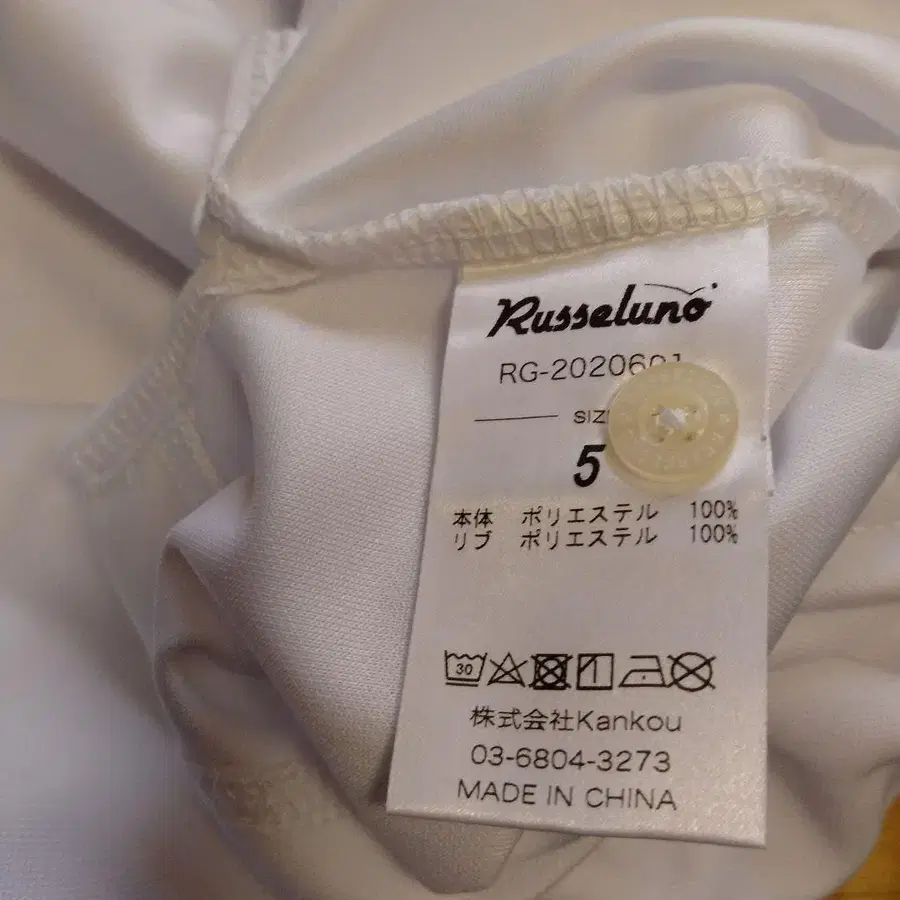 Russeluno
RG-2020601
SIZ
5
本体 ポリエステル 100%
リブ ポリエステル 100%
30
株式会社Kankou
03-6804-3273
MADE IN CHINA